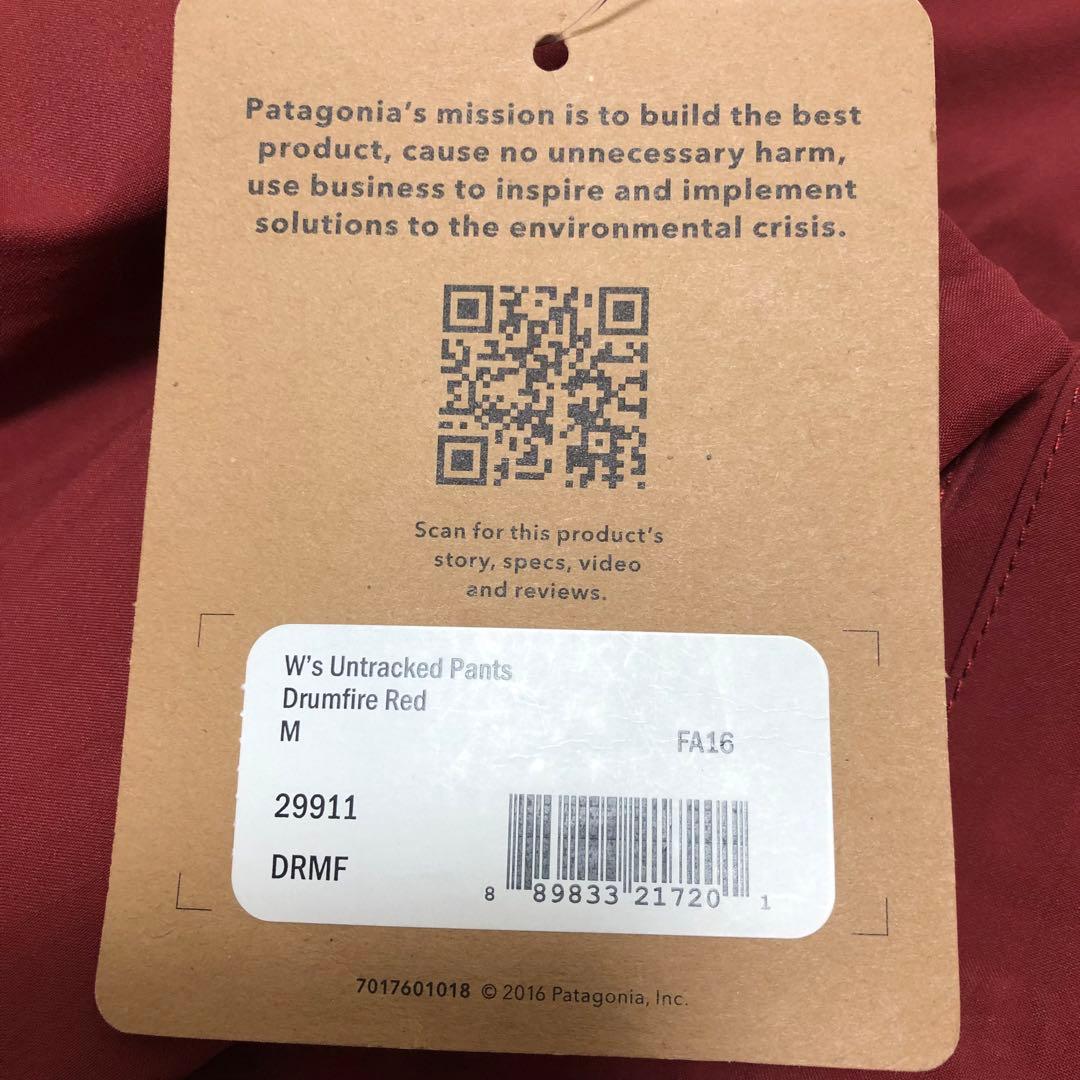 Patagonia's mission is to build the best
product, cause no unnecessary harm,
use business to inspire and implement
solutions to the environmental crisis.
Scan for this product's
story, specs, video
and reviews.
W's Untracked Pants
Drumfire Red
M
FA16
29911
DRMF
8 89833 21720 1
7017601018 © 2016 Patagonia, Inc.